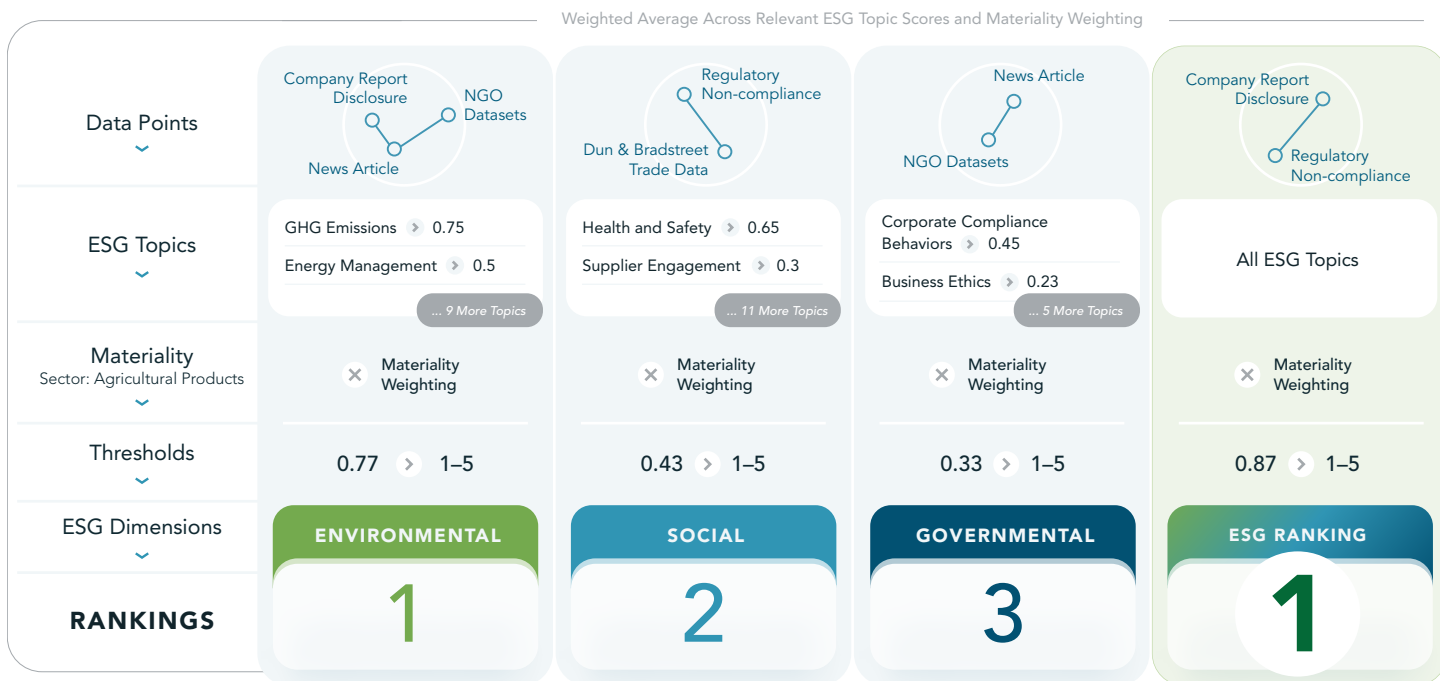 Weighted Average Across Relevant ESG Topic Scores and Materiality Weighting
Data Points
Company Report
Disclosure
NGO
Datasets
News Article
Regulatory
Non-compliance
Dun & Bradstreet
Trade Data
News Article
NGO Datasets
Company Report
Disclosure
Regulatory
Non-compliance
ESG Topics
GHG Emissions > 0.75
Energy Management > 0.5
... 9 More Topics
Health and Safety > 0.65
Supplier Engagement > 0.3
... 11 More Topics
Corporate Compliance
Behaviors > 0.45
Business Ethics > 0.23
... 5 More Topics
All ESG Topics
Materiality
Sector: Agricultural Products
× Materiality
Weighting
× Materiality
Weighting
× Materiality
Weighting
× Materiality
Weighting
Thresholds
0.77 > 1–5
0.43 > 1–5
0.33 > 1–5
0.87 > 1–5
ESG Dimensions
ENVIRONMENTAL
SOCIAL
GOVERNMENTAL
ESG RANKING
RANKINGS
1
2
3
1